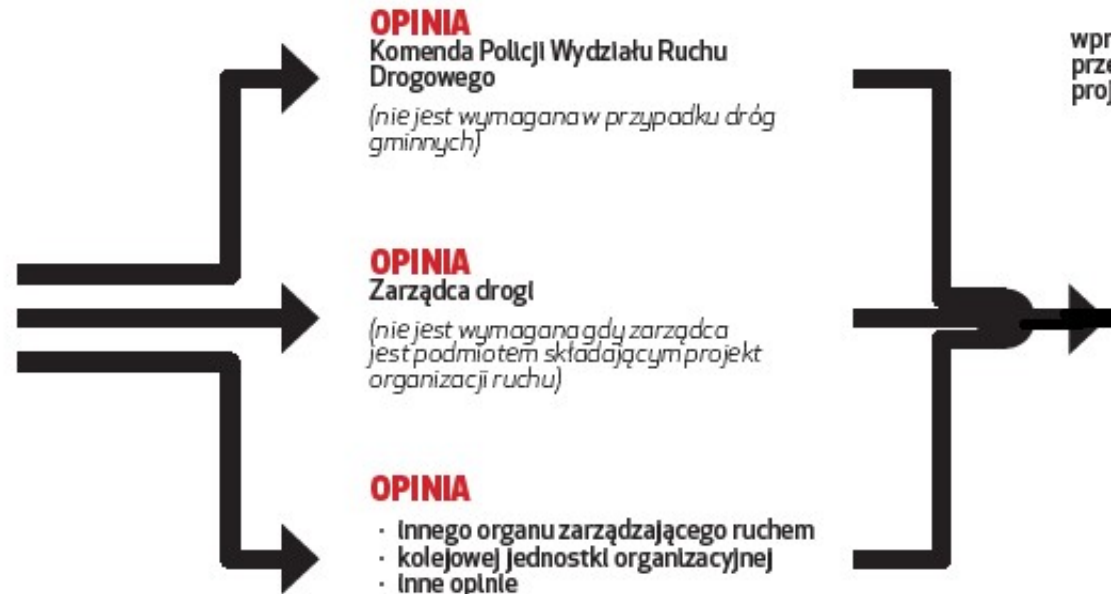 OPINIA
Komenda Policji Wydziału Ruchu
Drogowego
(nie jest wymagana w przypadku dróg
gminnych)
OPINIA
Zarządca drogi
(nie jest wymagana gdy zarządca
jest podmiotem składającym projekt
organizacji ruchu)
OPINIA
· innego organu zarządzającego ruchem
· kolejowej jednostki organizacyjnej
· inne opinie